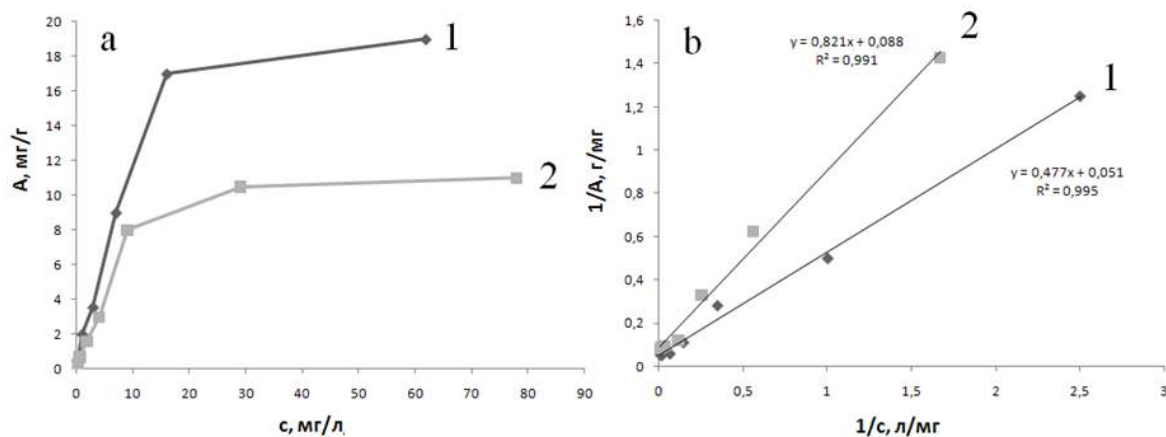 a
1
2
А, мг/г
20
18
16
14
12
10
8
6
4
2
0
0 10 20 30 40 50 60 70 80 90
с, мг/л
b
2
1
y = 0,821x + 0,088
R² = 0,991
y = 0,477x + 0,051
R² = 0,995
1/А, г/мг
1,6
1,4
1,2
1
0,8
0,6
0,4
0,2
0
0 0,5 1 1,5 2 2,5 3
1/с, л/мг